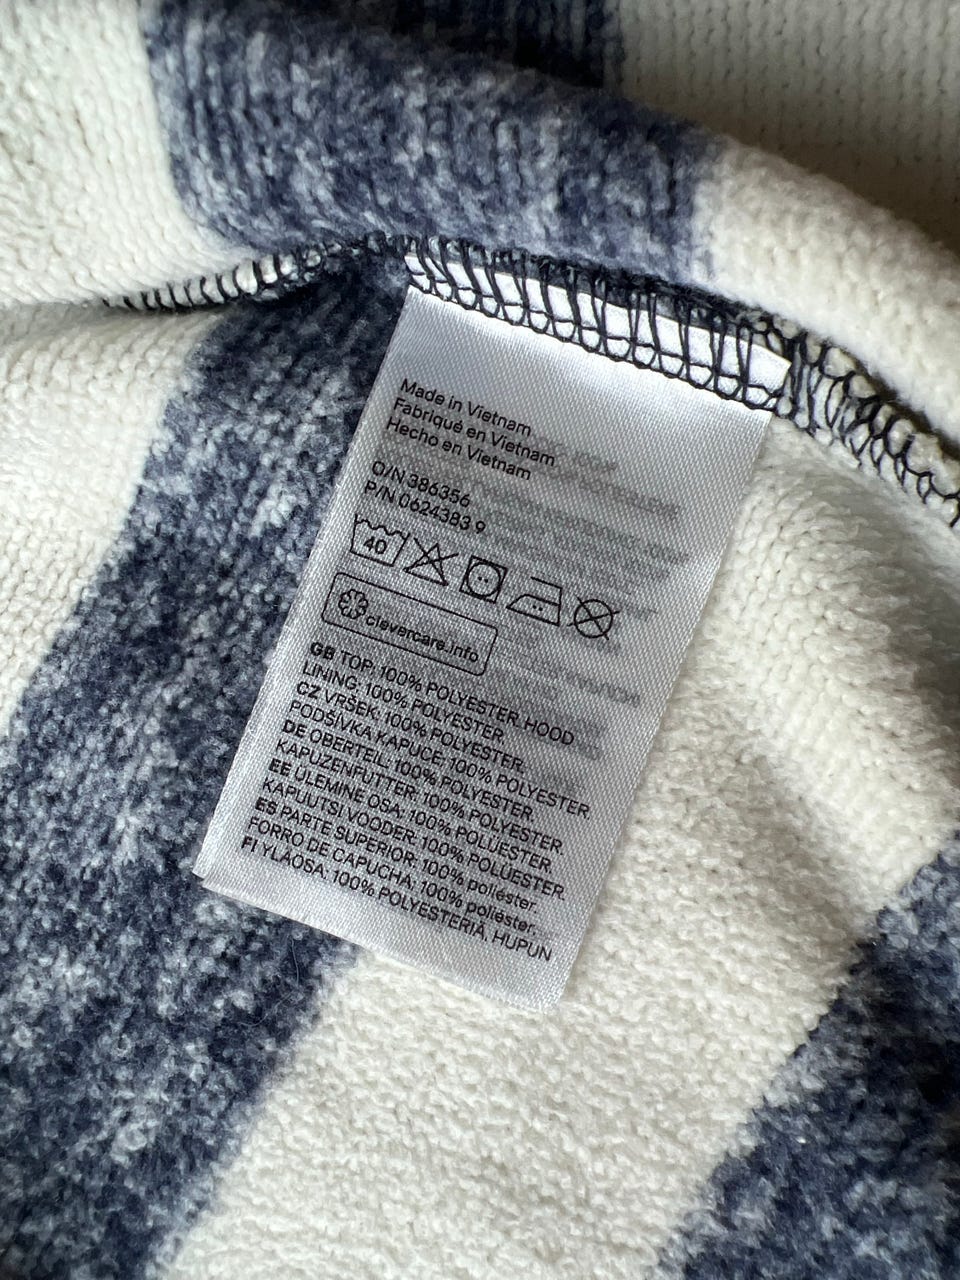 Made in Vietnam
Fabriqué en Vietnam
Hecho en Vietnam
O/N 386356
P/N 0624383 9
40
clevercare.info
GB TOP: 100% POLYESTER. HOOD
LINING: 100% POLYESTER
CZ VRŠEK: 100% POLYESTER.
PODŠÍVKA KAPUCE: 100% POLYESTER
DE OBERTEIL: 100% POLYESTER.
KAPUZENFUTTER: 100% POLYESTER.
EE ÜLEMINE OSA: 100% POLÜESTER.
KAPUUTSI VOODER: 100% POLÜESTER.
ES PARTE SUPERIOR: 100% poliéster.
FORRO DE CAPUCHA: 100% poliéster.
FI YLÄOSA: 100% POLYESTERIÄ. HUPUN